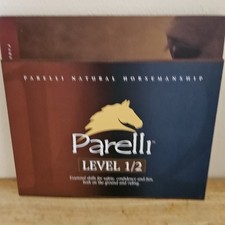 PARELLI NATURAL HORSEMANSHIP
Parelli
LEVEL 1/2
Essential skills for safety, confidence and fun,
both on the ground and riding